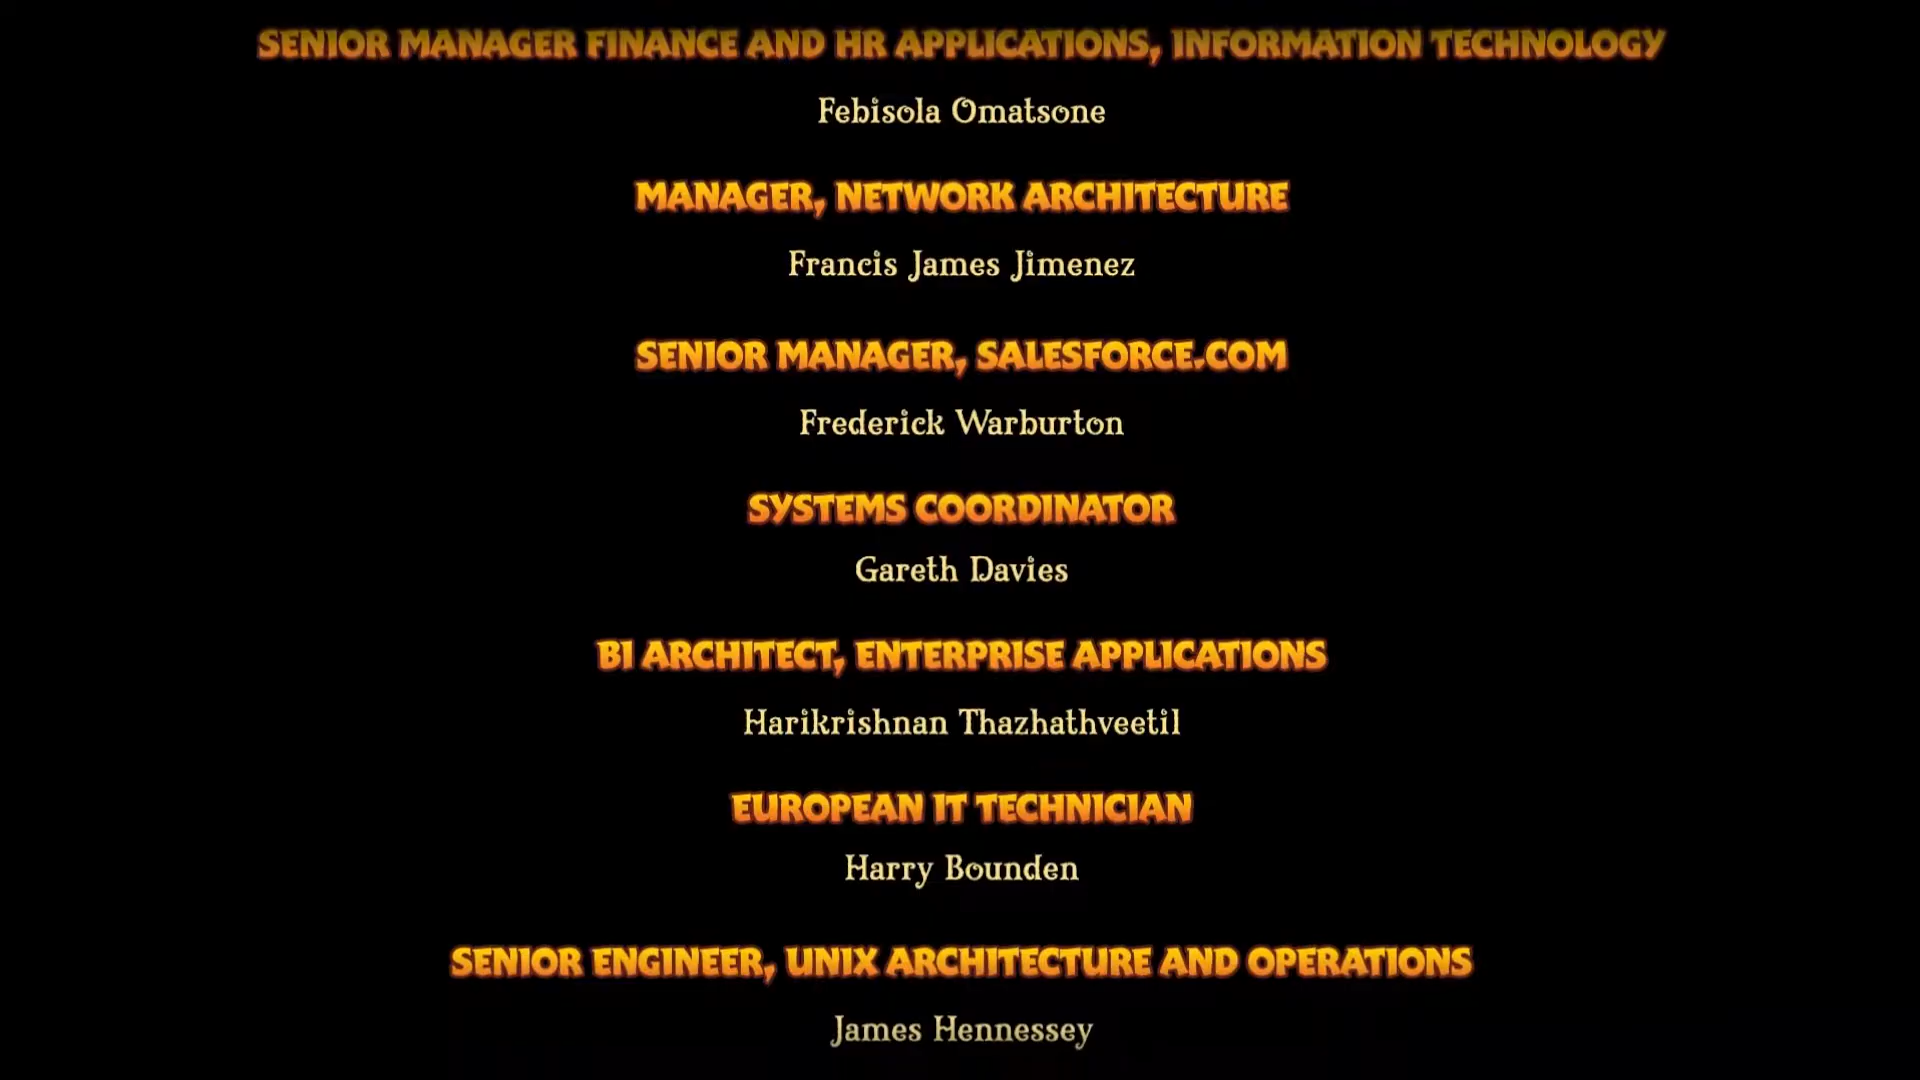 SENIOR MANAGER FINANCE AND HR APPLICATIONS, INFORMATION TECHNOLOGY
Febisola Omatsone
MANAGER, NETWORK ARCHITECTURE
Francis James Jimenez
SENIOR MANAGER, SALESFORCE.COM
Frederick Warburton
SYSTEMS COORDINATOR
Gareth Davies
BI ARCHITECT, ENTERPRISE APPLICATIONS
Harikrishnan Thazhathveetil
EUROPEAN IT TECHNICIAN
Harry Bounden
SENIOR ENGINEER, UNIX ARCHITECTURE AND OPERATIONS
James Hennessey